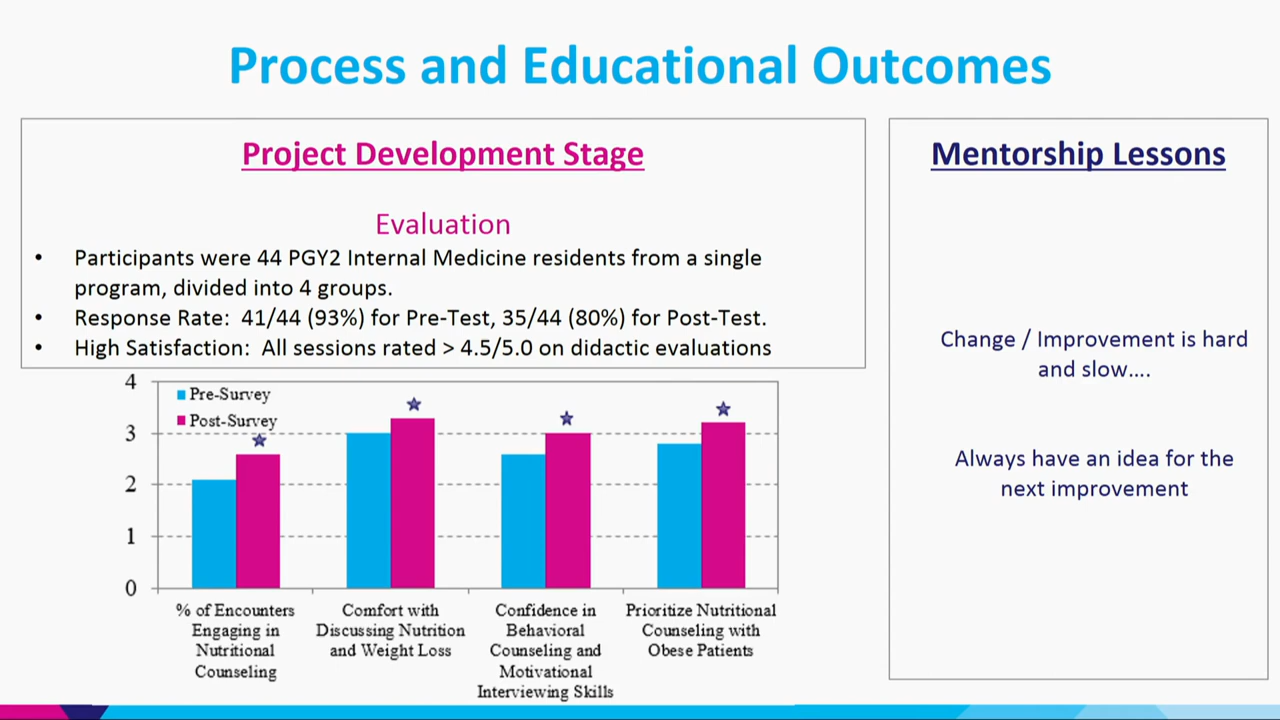 Process and Educational Outcomes
Project Development Stage
Evaluation
• Participants were 44 PGY2 Internal Medicine residents from a single
program, divided into 4 groups.
• Response Rate: 41/44 (93%) for Pre-Test, 35/44 (80%) for Post-Test.
• High Satisfaction: All sessions rated > 4.5/5.0 on didactic evaluations
4
3
2
1
0
Pre-Survey
Post-Survey
% of Encounters
Engaging in
Nutritional
Counseling
Comfort with
Discussing Nutrition
and Weight Loss
Confidence in
Behavioral
Counseling and
Motivational
Interviewing Skills
Prioritize Nutritional
Counseling with
Obese Patients
Mentorship Lessons
Change / Improvement is hard
and slow....
Always have an idea for the
next improvement